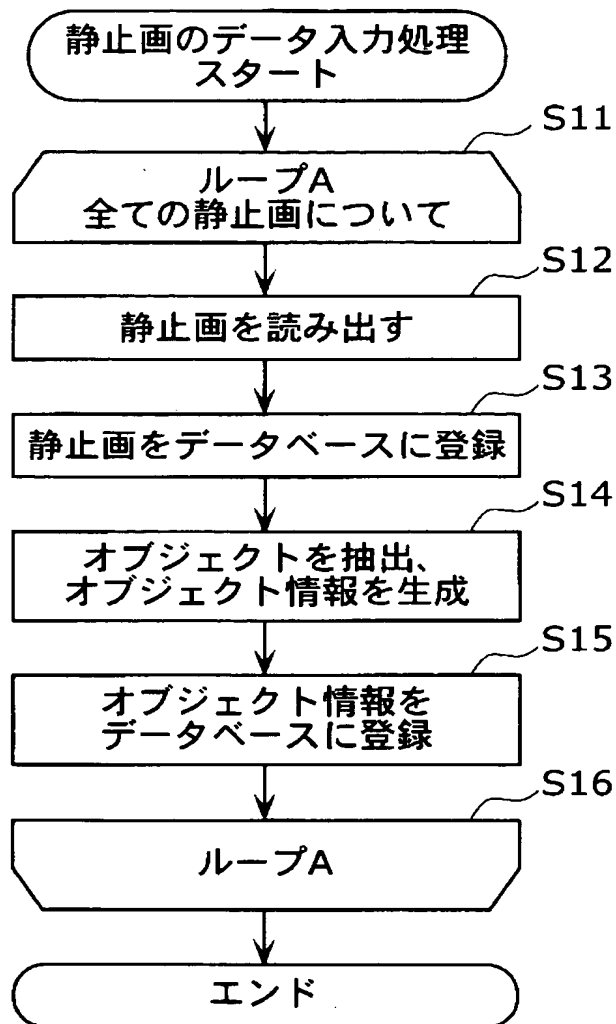 静止画のデータ入力処理
スタート
S11
ループA
全ての静止画について
S12
静止画を読み出す
S13
静止画をデータベースに登録
S14
オブジェクトを抽出、
オブジェクト情報を生成
S15
オブジェクト情報を
データベースに登録
S16
ループA
エンド